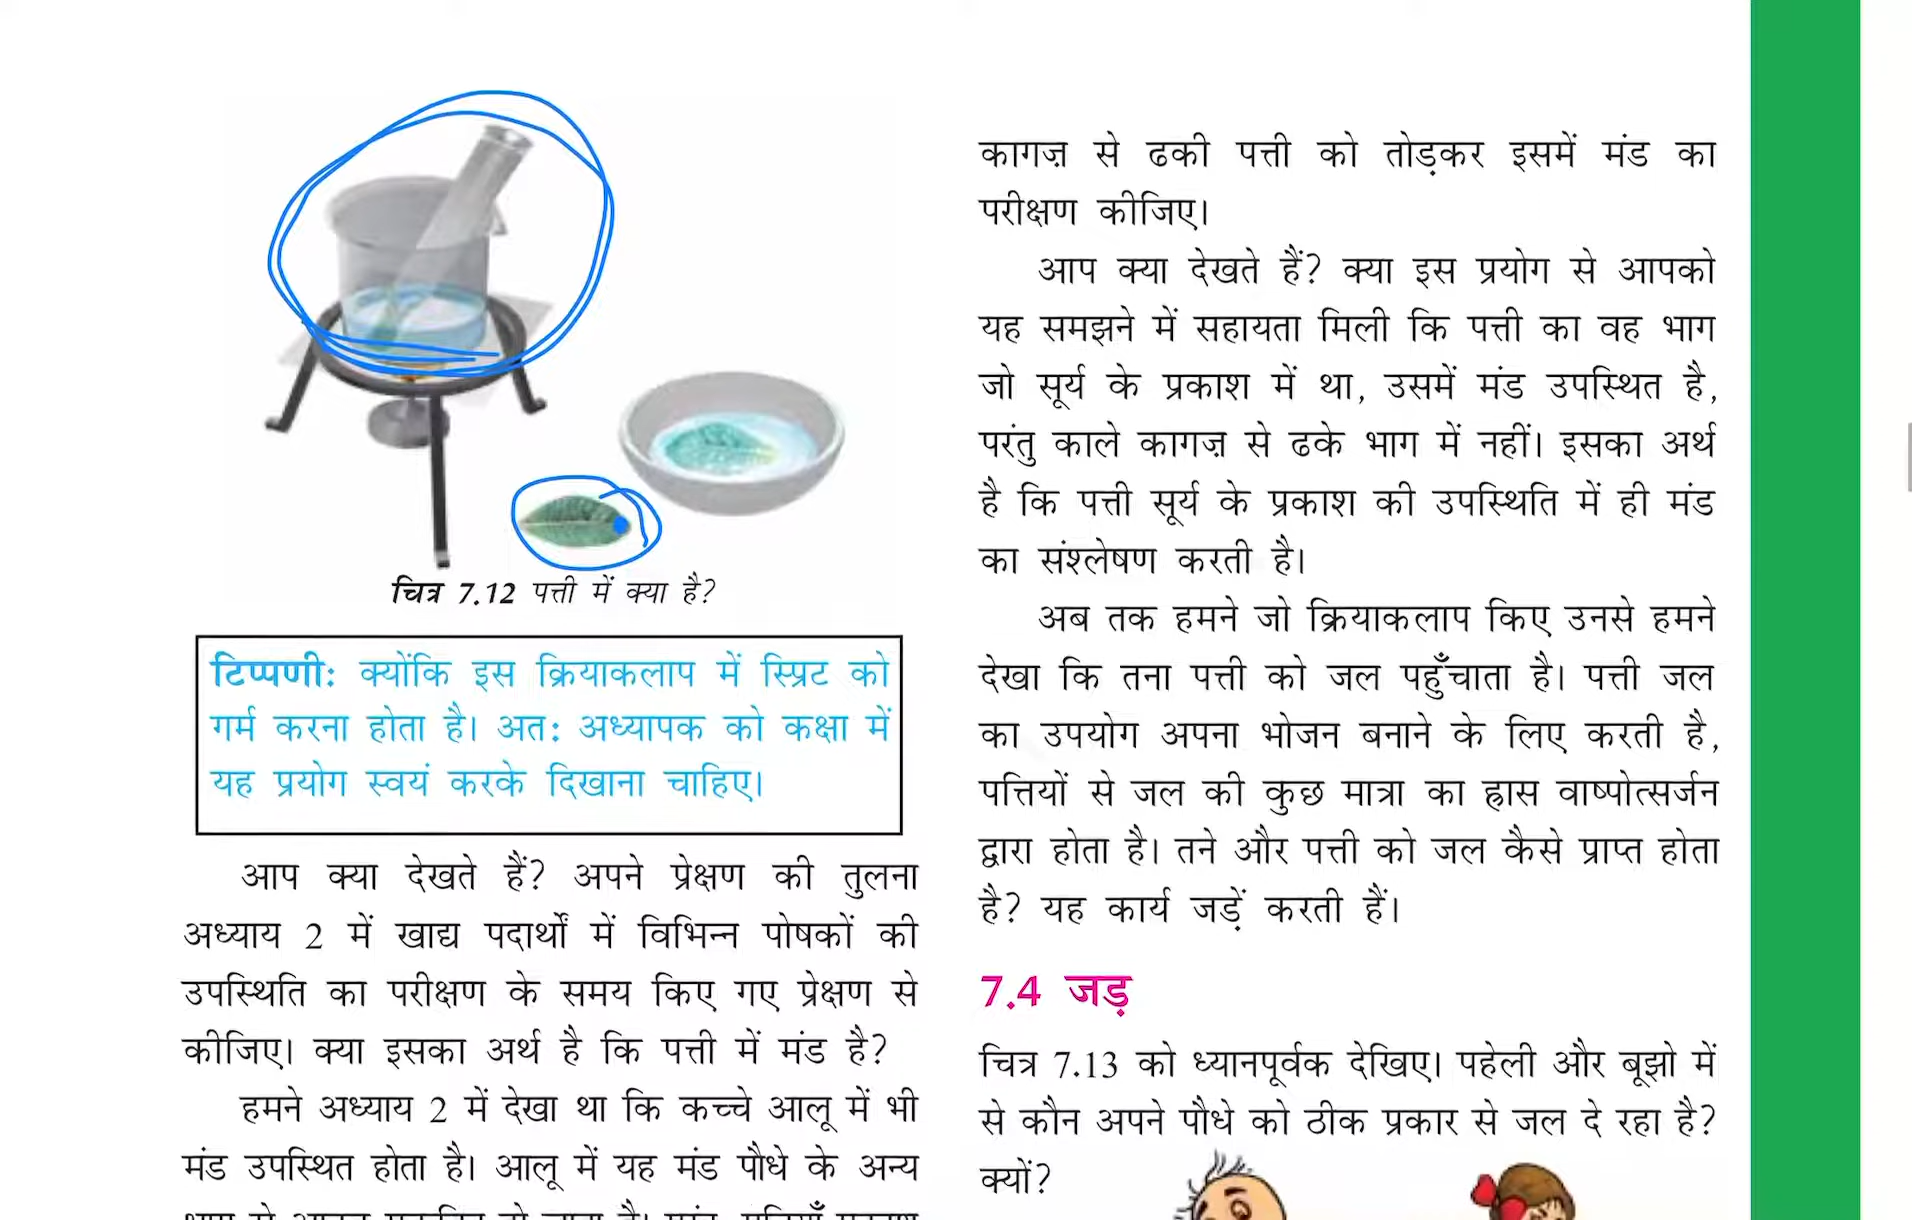 चित्र 7.12 पत्ती में क्या है?
टिप्पणी: क्योंकि इस क्रियाकलाप में स्प्रिट को
गर्म करना होता है। अतः अध्यापक को कक्षा में
यह प्रयोग स्वयं करके दिखाना चाहिए।
आप क्या देखते हैं? अपने प्रेक्षण की तुलना
अध्याय 2 में खाद्य पदार्थों में विभिन्न पोषकों की
उपस्थिति का परीक्षण के समय किए गए प्रेक्षण से
कीजिए। क्या इसका अर्थ है कि पत्ती में मंड है?
हमने अध्याय 2 में देखा था कि कच्चे आलू में भी
मंड उपस्थित होता है। आलू में यह मंड पौधे के अन्य
कागज़ से ढकी पत्ती को तोड़कर इसमें मंड का
परीक्षण कीजिए।
आप क्या देखते हैं? क्या इस प्रयोग से आपको
यह समझने में सहायता मिली कि पत्ती का वह भाग
जो सूर्य के प्रकाश में था, उसमें मंड उपस्थित है,
परंतु काले कागज़ से ढके भाग में नहीं। इसका अर्थ
है कि पत्ती सूर्य के प्रकाश की उपस्थिति में ही मंड
का संश्लेषण करती है।
अब तक हमने जो क्रियाकलाप किए उनसे हमने
देखा कि तना पत्ती को जल पहुँचाता है। पत्ती जल
का उपयोग अपना भोजन बनाने के लिए करती है,
पत्तियों से जल की कुछ मात्रा का ह्रास वाष्पोत्सर्जन
द्वारा होता है। तने और पत्ती को जल कैसे प्राप्त होता
है? यह कार्य जड़ें करती हैं।
7.4 जड़
चित्र 7.13 को ध्यानपूर्वक देखिए। पहेली और बूझो में
से कौन अपने पौधे को ठीक प्रकार से जल दे रहा है?
क्यों?